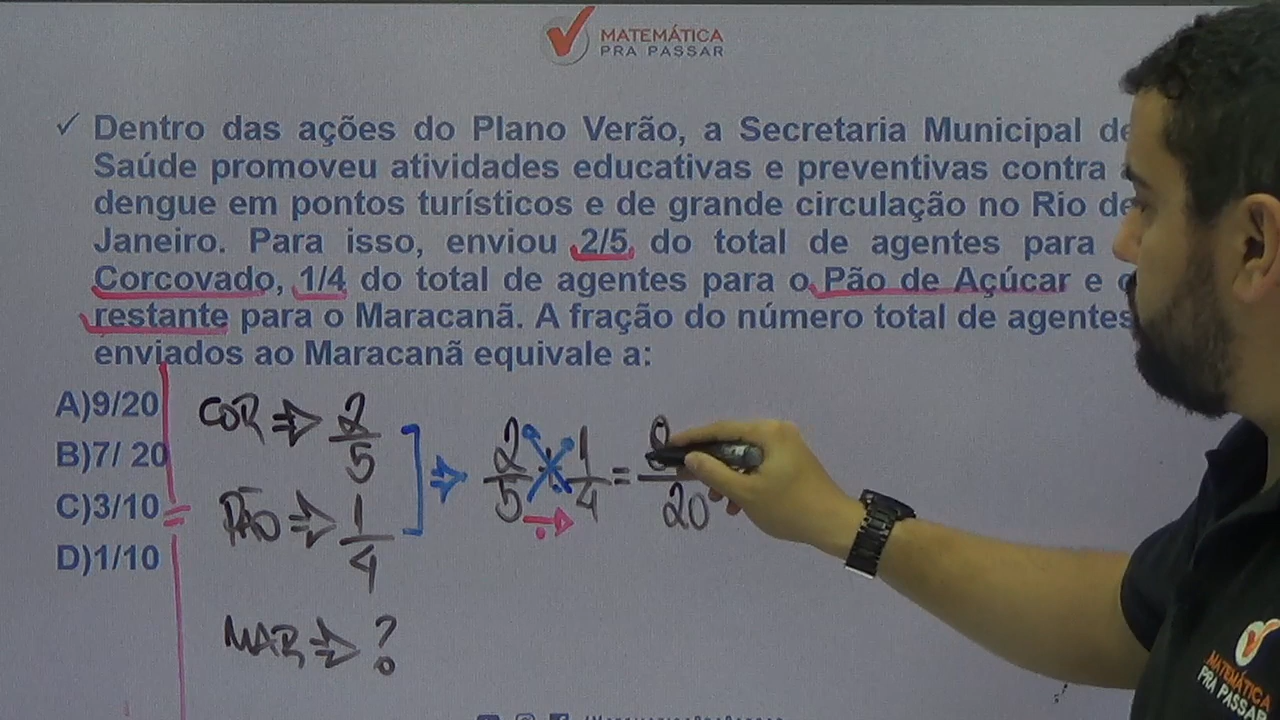 MATEMÁTICA
PRA PASSAR
✓ Dentro das ações do Plano Verão, a Secretaria Municipal de
Saúde promoveu atividades educativas e preventivas contra
dengue em pontos turísticos e de grande circulação no Rio de
Janeiro. Para isso, enviou 2/5 do total de agentes para
Corcovado, 1/4 do total de agentes para o Pão de Açúcar e o
restante para o Maracanã. A fração do número total de agentes
enviados ao Maracanã equivale a:
A)9/20
B)7/ 20
C)3/10
D)1/10
COR ⇒ 2/5
PÃO ⇒ 1/4
MAR ⇒ ?
⇒ 2/5 + 1/4 = 8/20
MATEMÁTICA
PRA PASSAR